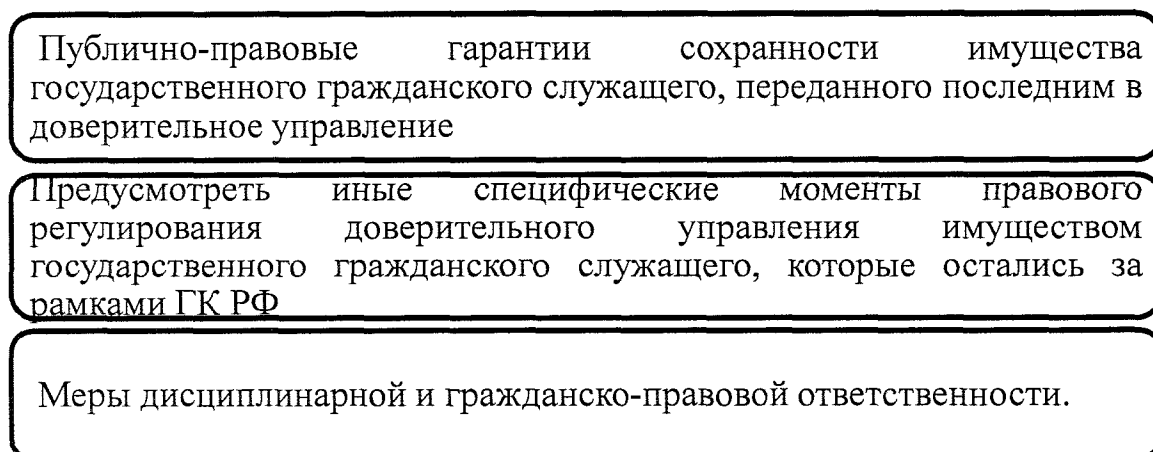 Публично-правовые гарантии сохранности имущества
государственного гражданского служащего, переданного последним в
доверительное управление
Предусмотреть иные специфические моменты правового
регулирования доверительного управления имуществом
государственного гражданского служащего, которые остались за
рамками ГК РФ
Меры дисциплинарной и гражданско-правовой ответственности.